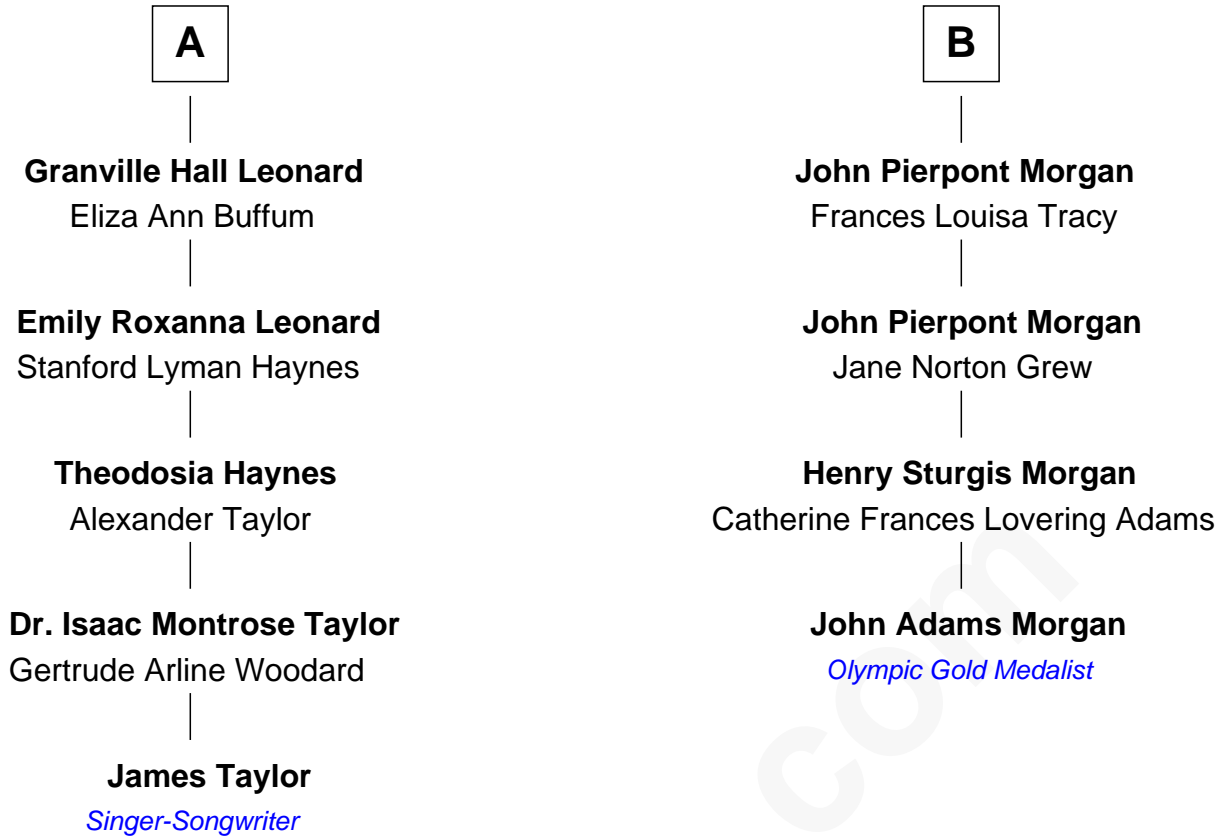 A
Granville Hall Leonard
Eliza Ann Buffum
Emily Roxanna Leonard
Stanford Lyman Haynes
Theodosia Haynes
Alexander Taylor
Dr. Isaac Montrose Taylor
Gertrude Arline Woodard
James Taylor
Singer-Songwriter
B
John Pierpont Morgan
Frances Louisa Tracy
John Pierpont Morgan
Jane Norton Grew
Henry Sturgis Morgan
Catherine Frances Lovering Adams
John Adams Morgan
Olympic Gold Medalist
com